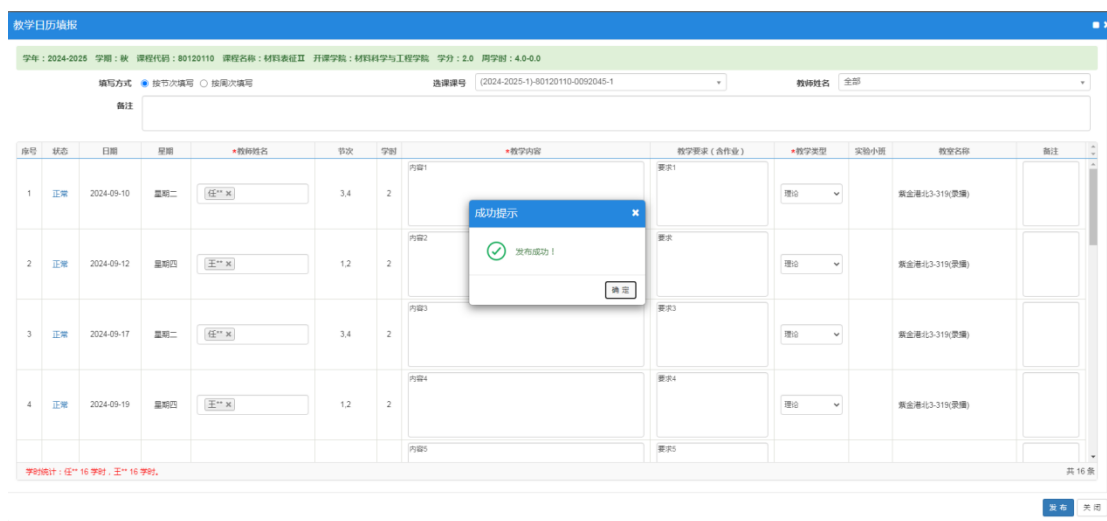 教学日历填报
学年：2024-2025 学期：秋 课程代码：80120110 课程名称：材料表征Ⅱ 开课学院：材料科学与工程学院 学分：2.0 周学时：4.0-0.0
填写方式 按节次填写 按周次填写 选课课号 (2024-2025-1)-80120110-0092045-1 教师姓名 全部
备注
序号 状态 日期 星期 *教师姓名 节次 学时 *教学内容 教学要求（含作业） *教学类型 实验小班 教室名称 备注
1 正常 2024-09-10 星期二 任** × 3,4 2 内容1 要求1 理论 紫金港北3-319(录播)
成功提示 ×
发布成功！
确 定
2 正常 2024-09-12 星期四 王** × 1,2 2 内容2 要求 理论 紫金港北3-319(录播)
3 正常 2024-09-17 星期二 任** × 3,4 2 内容3 要求3 理论 紫金港北3-319(录播)
4 正常 2024-09-19 星期四 王** × 1,2 2 内容4 要求4 理论 紫金港北3-319(录播)
内容5 要求5
学时统计：任** 16 学时，王** 16 学时。 共 16 条
发 布 关 闭